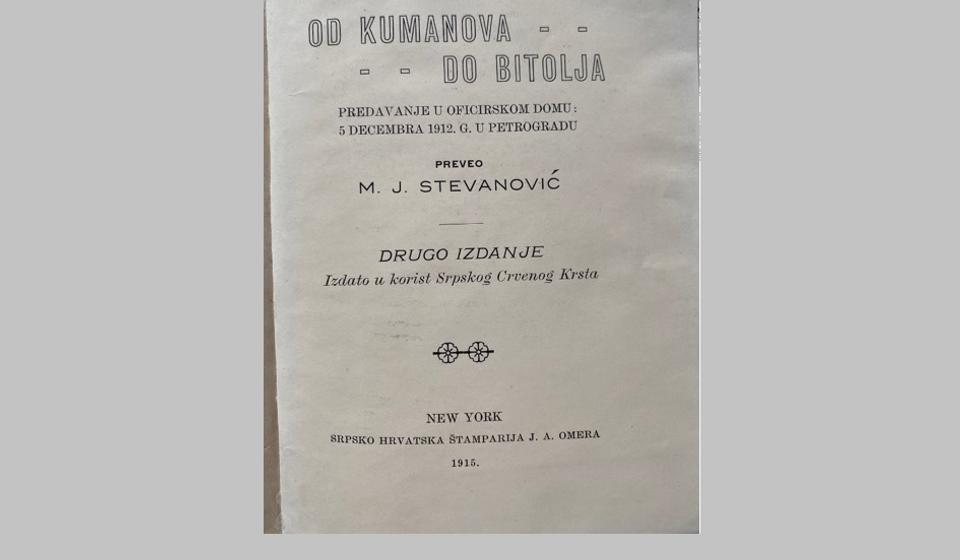 OD KUMANOVA - -
- - DO BITOLJA
PREDAVANJE U OFICIRSKOM DOMU:
5 DECEMBRA 1912. G. U PETROGRADU
PREVEO
M. J. STEVANOVIĆ
DRUGO IZDANJE
Izdato u korist Srpskog Crvenog Krsta
NEW YORK
SRPSKO HRVATSKA ŠTAMPARIJA J. A. OMERA
1915.